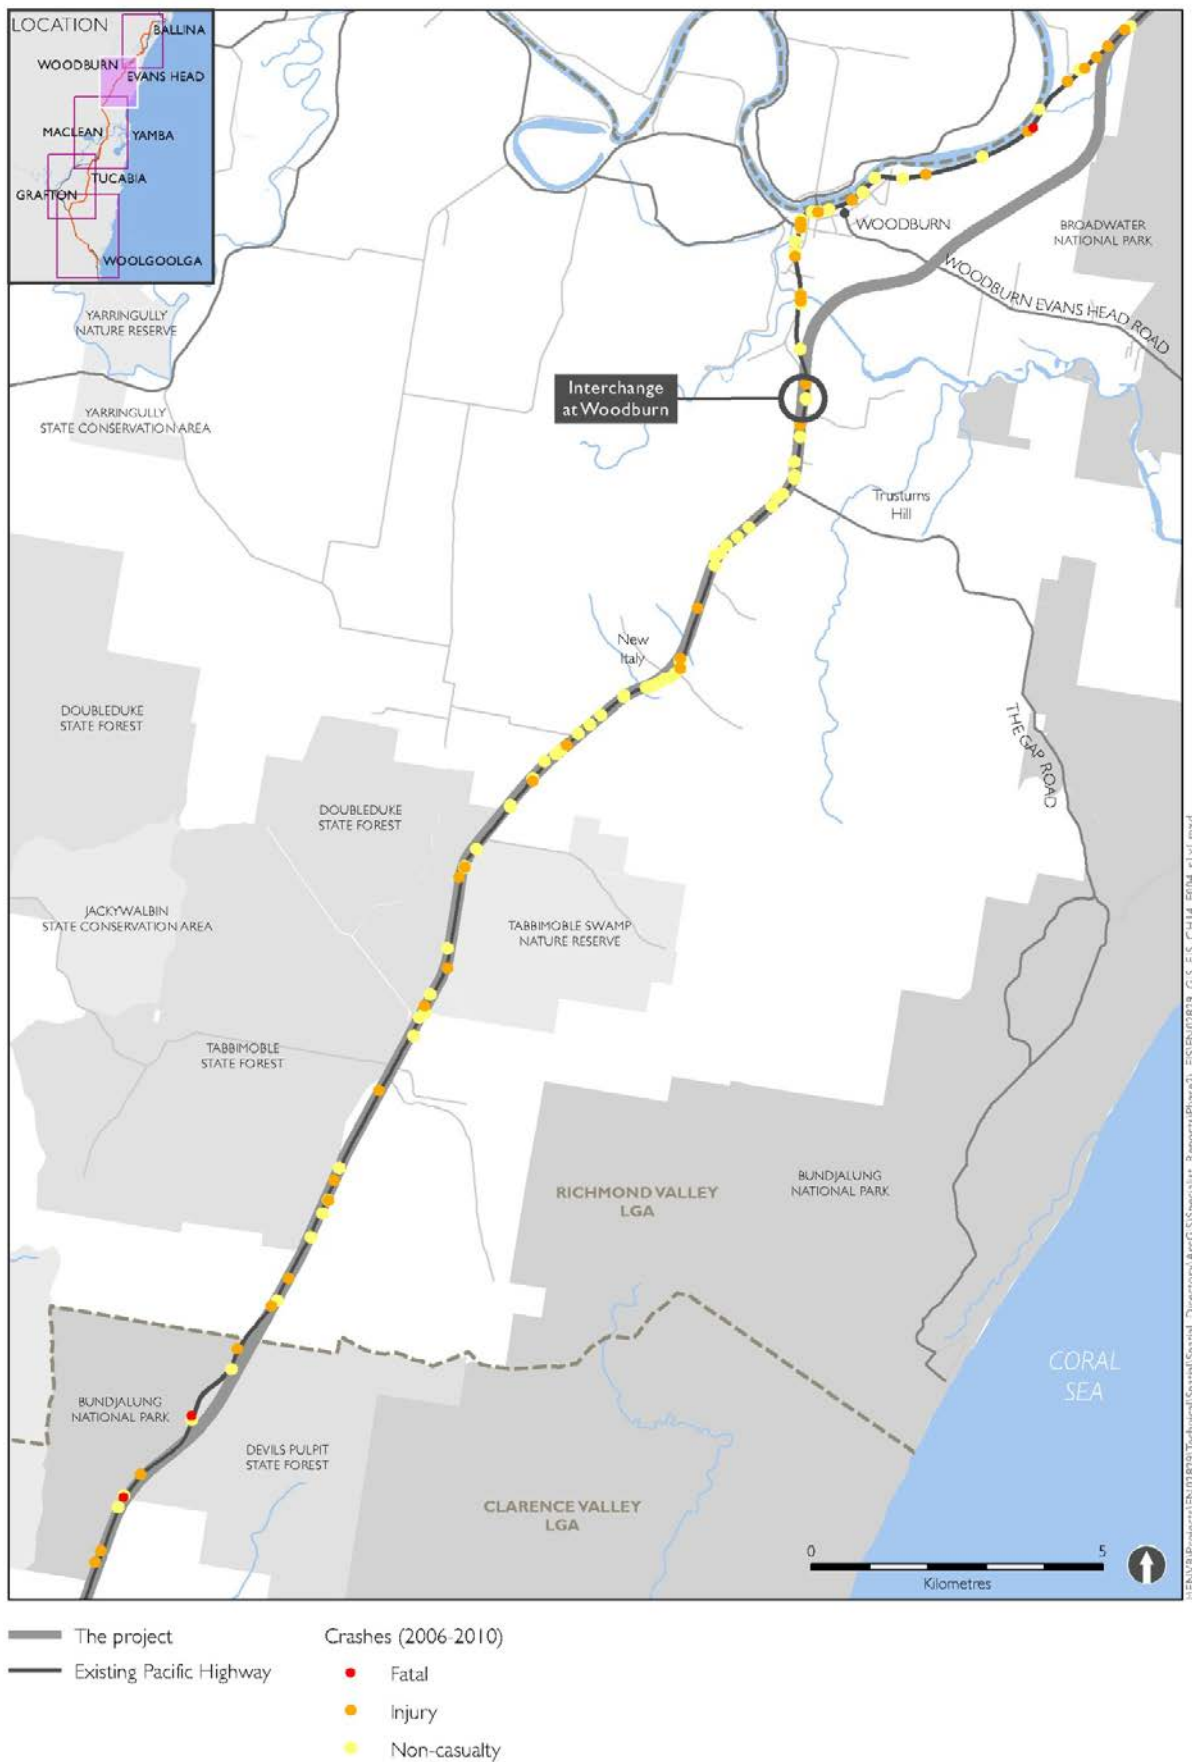 LOCATION
BALLINA
WOODBURN
EVANS HEAD
MACLEAN
YAMBA
TUCABIA
GRAFTON
WOOLGOOLGA
WOODBURN
BROADWATER
NATIONAL PARK
WOODBURN EVANS HEAD ROAD
YARRINGULLY
NATURE RESERVE
Interchange
at Woodburn
YARRINGULLY
STATE CONSERVATION AREA
Trusturns
Hill
New
Italy
DOUBLEDUKE
STATE FOREST
THE GAP ROAD
DOUBLEDUKE
STATE FOREST
JACKYWALBIN
STATE CONSERVATION AREA
TABBIMOBLE SWAMP
NATURE RESERVE
TABBIMOBLE
STATE FOREST
RICHMOND VALLEY
LGA
BUNDJALUNG
NATIONAL PARK
CORAL
SEA
BUNDJALUNG
NATIONAL PARK
DEVILS PULPIT
STATE FOREST
CLARENCE VALLEY
LGA
0 5
Kilometres
The project
Existing Pacific Highway
Crashes (2006-2010)
Fatal
Injury
Non-casualty